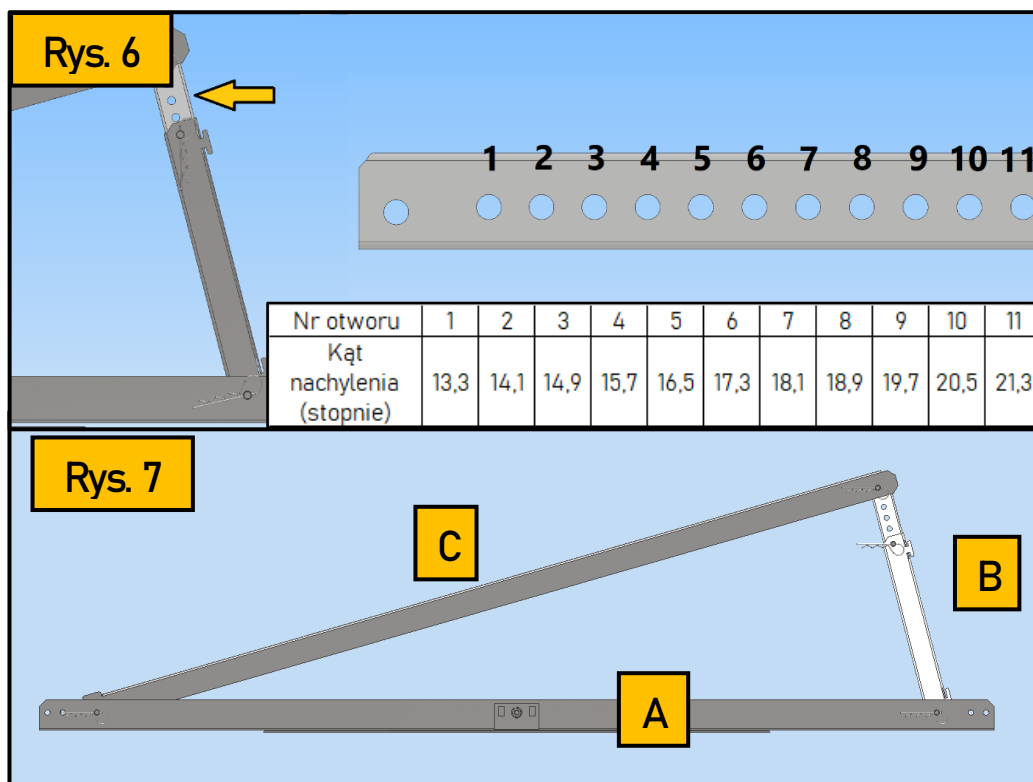 Rys. 6
1 2 3 4 5 6 7 8 9 10 11
Nr otworu 1 2 3 4 5 6 7 8 9 10 11
Kąt
nachylenia
(stopnie) 13,3 14,1 14,9 15,7 16,5 17,3 18,1 18,9 19,7 20,5 21,3
Rys. 7
C
B
A